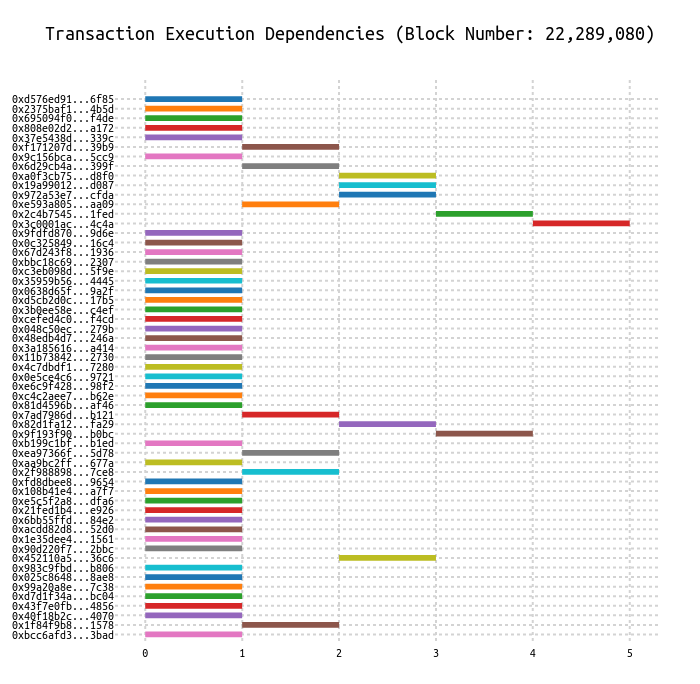 Transaction Execution Dependencies (Block Number: 22,289,080)
0xd576ed91...6f85
0x2375baf1...4b5d
0x695094f0...f4de
0x808e02d2...a172
0x37e5438d...339c
0xf171207d...39b9
0x9c156bca...5cc9
0x6d29cb4a...399f
0xa0f3cb75...d8f0
0x19a99012...d087
0x972a53e7...cfda
0xe593a805...aa09
0x2c4b7545...1fed
0x3c0001ac...4c4a
0x9fdfd870...9d6e
0x0c325849...16c4
0x67d243f8...1936
0xbbc18c69...2307
0xc3eb098d...5f9e
0x35959b56...4445
0x0638d65f...9a2f
0xd5cb2d0c...17b5
0x3b0ee58e...c4ef
0xcefed4c0...f4cd
0x048c50ec...279b
0x48edb4d7...246a
0x3a185616...a414
0x11b73842...2730
0x4c7dbdf1...7280
0x0e5ce4c6...9721
0xe6c9f428...98f2
0xc4c2aee7...b62e
0x81d4596b...af46
0x7ad7986d...b121
0x82d1fa12...fa29
0x9f193f90...b0bc
0xb199c1bf...b1ed
0xea97366f...5d78
0xaa9bc2ff...677a
0x2f988898...7ce8
0xfd8dbee8...9654
0x108b41e4...a7f7
0xe5c5f2a8...dfa6
0x21fed1b4...e926
0x6bb55ffd...84e2
0xacdd82d8...52d0
0x1e35dee4...1561
0x90d220f7...2bbc
0x452110a5...36c6
0x983c9fbd...b806
0x025c8648...8ae8
0x99a20a8e...7c38
0xd7d1f34a...bc04
0x43f7e0fb...4856
0x40f18b2c...4070
0x1f84f9b8...1578
0xbcc6afd3...3bad
0 1 2 3 4 5